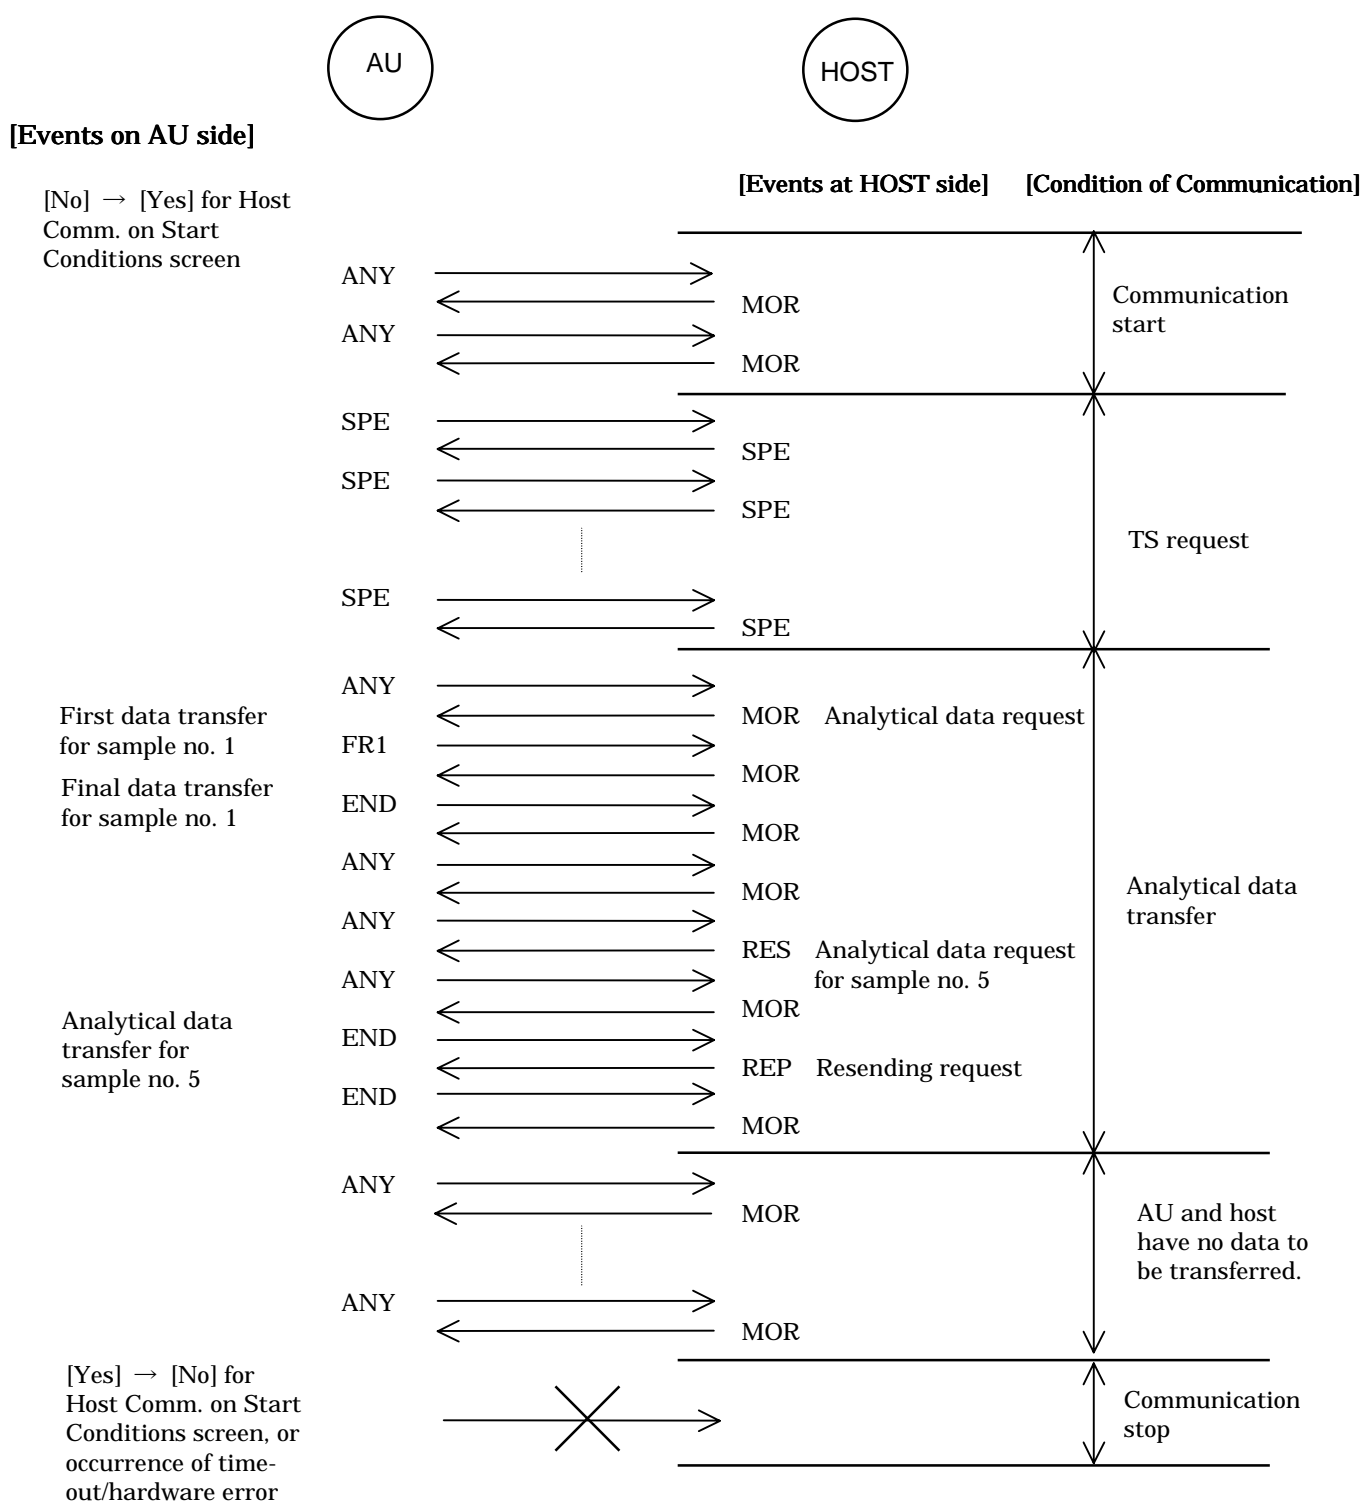 AU
HOST
[Events on AU side]
[Events at HOST side]
[Condition of Communication]
[No] → [Yes] for Host
Comm. on Start
Conditions screen
ANY
MOR
ANY
MOR
Communication
start
SPE
SPE
SPE
SPE
SPE
SPE
TS request
ANY
First data transfer
for sample no. 1
MOR
Analytical data request
FR1
MOR
Final data transfer
for sample no. 1
END
MOR
ANY
MOR
Analytical data
transfer
ANY
RES
Analytical data request
for sample no. 5
ANY
MOR
Analytical data
transfer for
sample no. 5
END
REP
Resending request
END
MOR
ANY
MOR
AU and host
have no data to
be transferred.
ANY
MOR
[Yes] → [No] for
Host Comm. on Start
Conditions screen, or
occurrence of time-
out/hardware error
Communication
stop